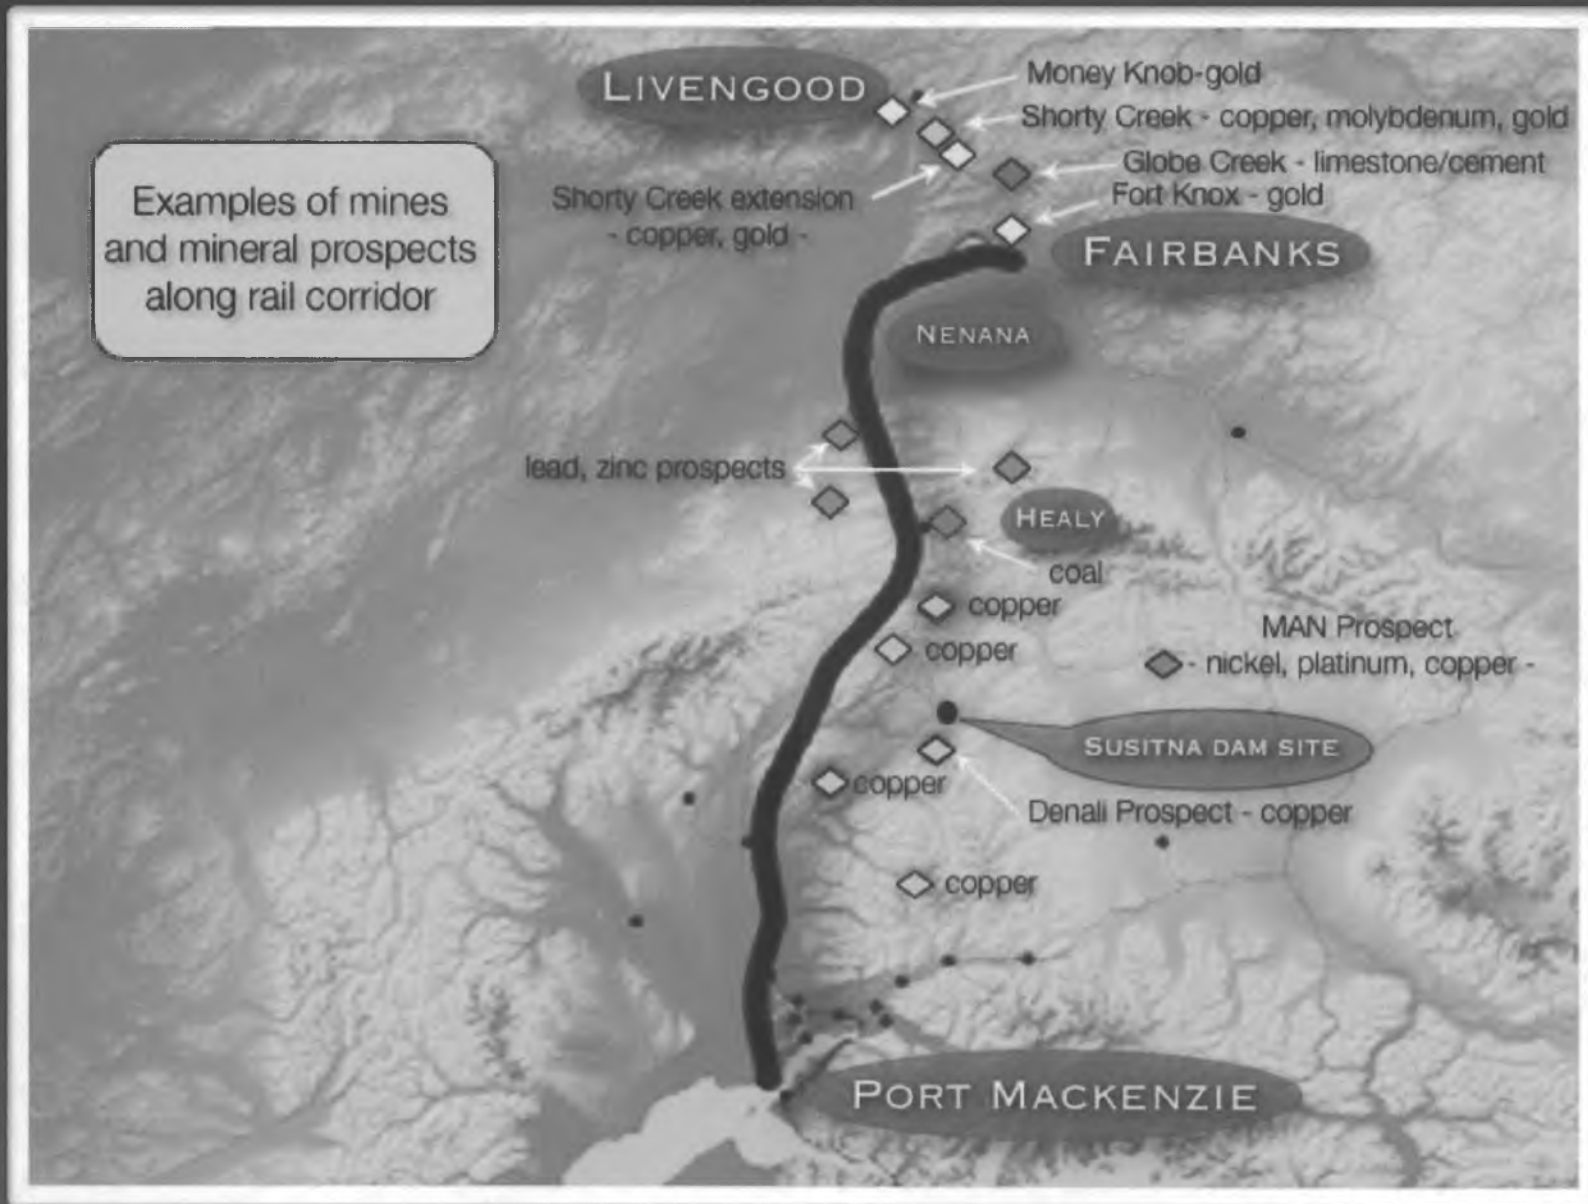 LIVENGOOD
Money Knob-gold
Shorty Creek - copper, molybdenum, gold
Globe Creek - limestone/cement
Fort Knox - gold
Shorty Creek extension
- copper, gold -
Examples of mines
and mineral prospects
along rail corridor
FAIRBANKS
NENANA
lead, zinc prospects
HEALY
coal
copper
copper
MAN Prospect
- nickel, platinum, copper -
SUSITNA DAM SITE
copper
Denali Prospect - copper
copper
PORT MACKENZIE